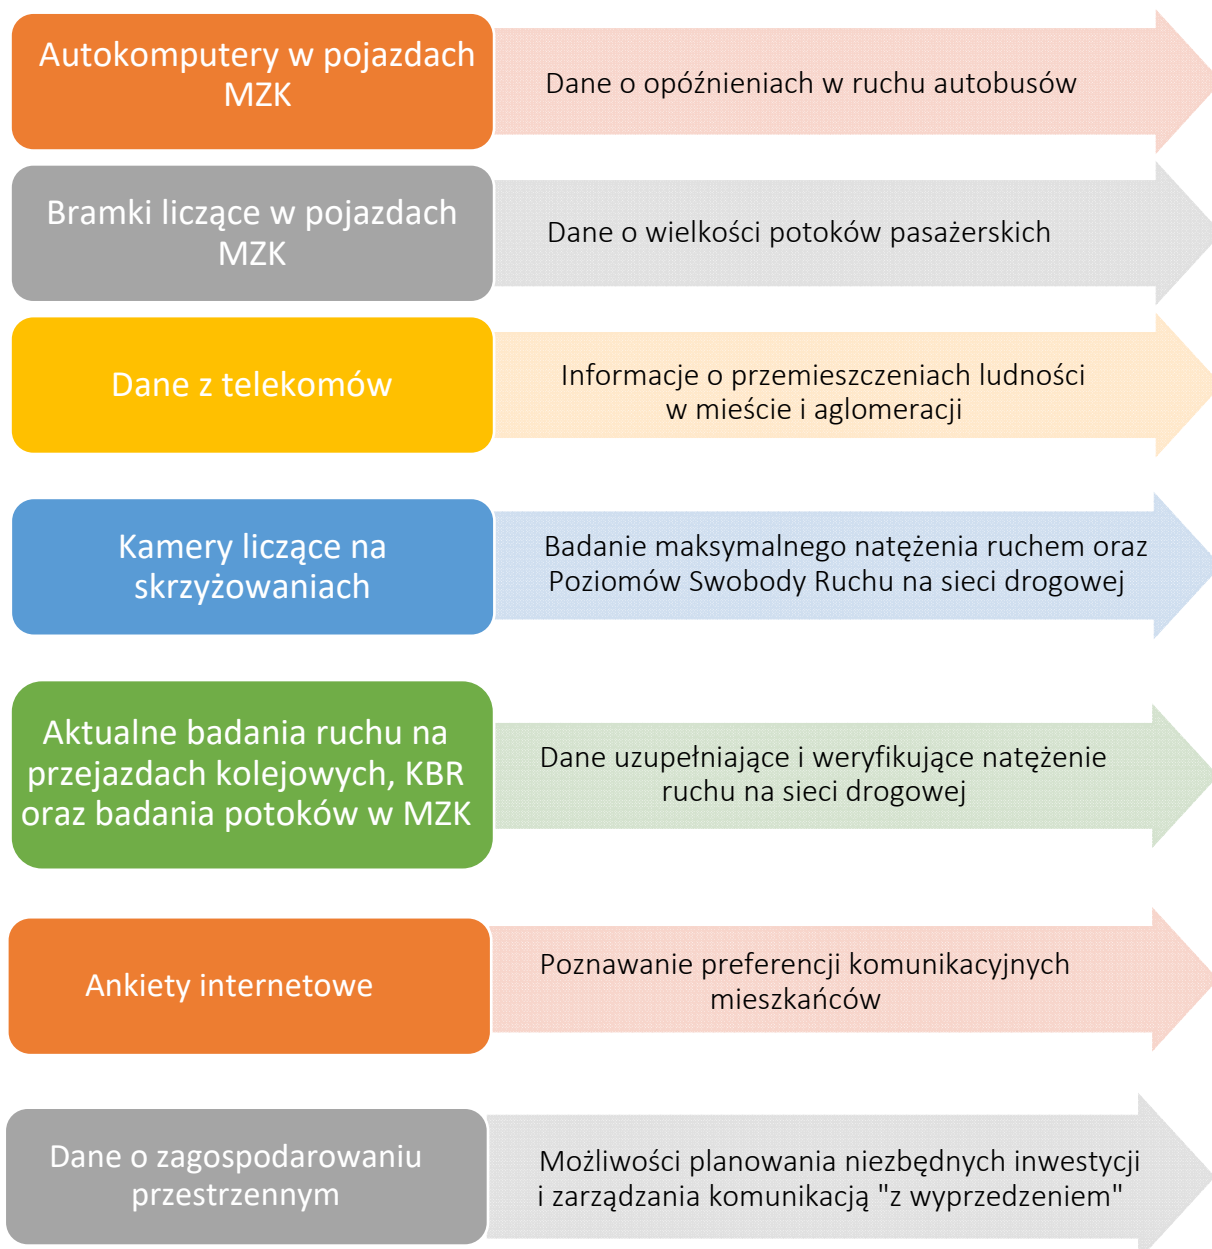 Autokomputery w pojazdach
MZK
Dane o opóźnieniach w ruchu autobusów
Bramki liczące w pojazdach
MZK
Dane o wielkości potoków pasażerskich
Dane z telekomów
Informacje o przemieszczeniach ludności
w mieście i aglomeracji
Kamery liczące na
skrzyżowaniach
Badanie maksymalnego natężenia ruchem oraz
Poziomów Swobody Ruchu na sieci drogowej
Aktualne badania ruchu na
przejazdach kolejowych, KBR
oraz badania potoków w MZK
Dane uzupełniające i weryfikujące natężenie
ruchu na sieci drogowej
Ankiety internetowe
Poznawanie preferencji komunikacyjnych
mieszkańców
Dane o zagospodarowaniu
przestrzennym
Możliwości planowania niezbędnych inwestycji
i zarządzania komunikacją "z wyprzedzeniem"